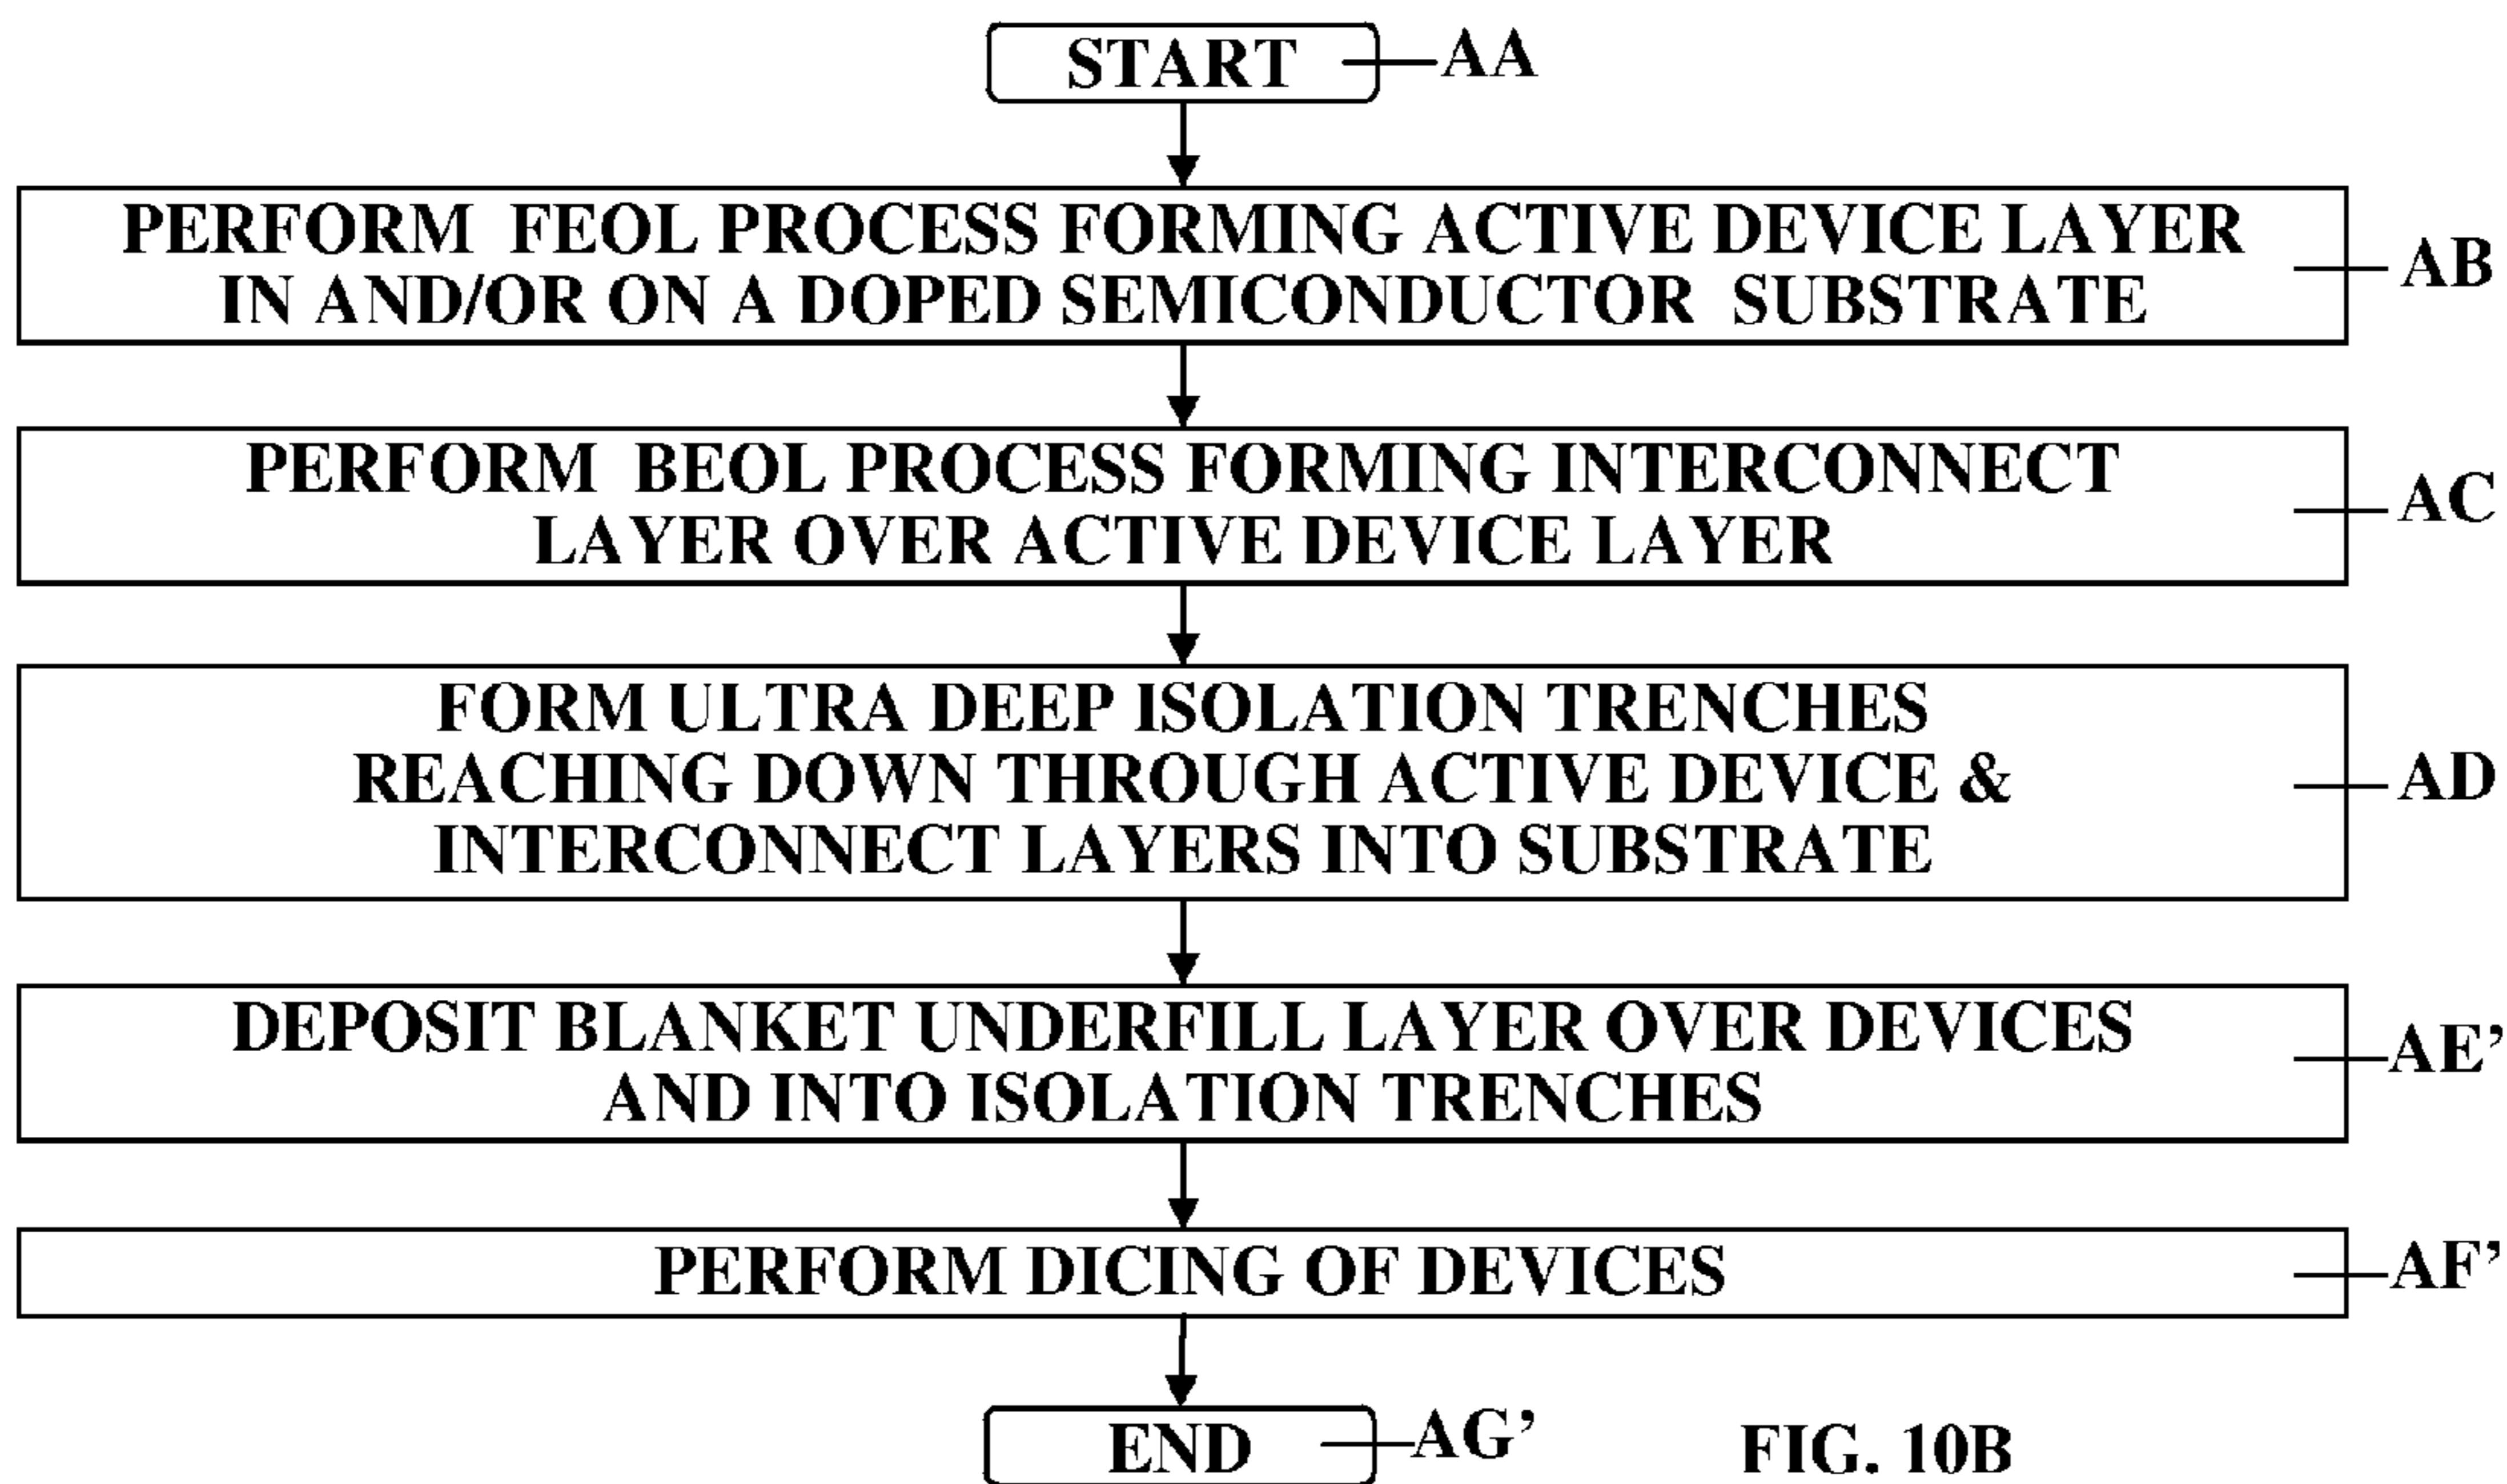 START AA
PERFORM FEOL PROCESS FORMING ACTIVE DEVICE LAYER
IN AND/OR ON A DOPED SEMICONDUCTOR SUBSTRATE
AB
PERFORM BEOL PROCESS FORMING INTERCONNECT
LAYER OVER ACTIVE DEVICE LAYER
AC
FORM ULTRA DEEP ISOLATION TRENCHES
REACHING DOWN THROUGH ACTIVE DEVICE &
INTERCONNECT LAYERS INTO SUBSTRATE
AD
DEPOSIT BLANKET UNDERFILL LAYER OVER DEVICES
AND INTO ISOLATION TRENCHES
AE’
PERFORM DICING OF DEVICES AF’
END AG’
FIG. 10B